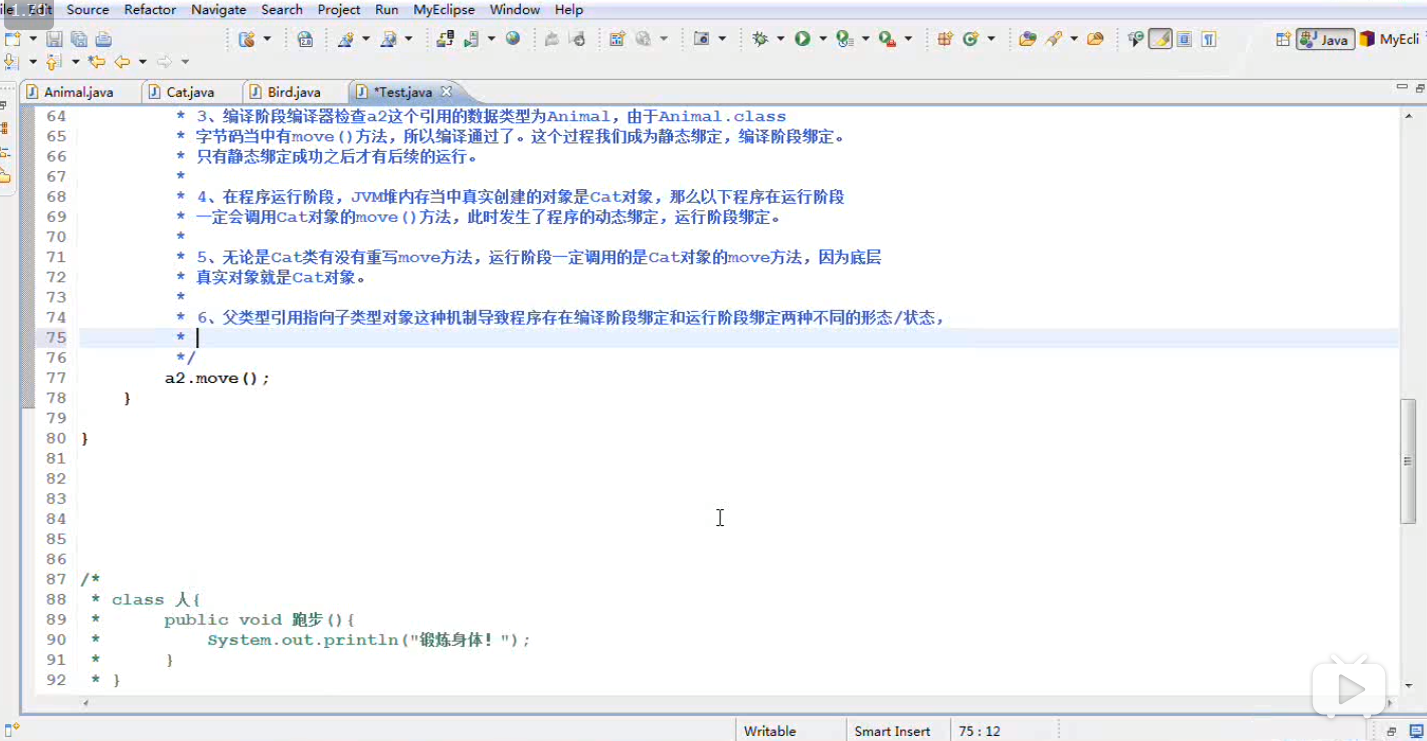 Edit Source Refactor Navigate Search Project Run MyEclipse Window Help
Java MyEcli
Animal.java Cat.java Bird.java *Test.java
64 * 3、编译阶段编译器检查a2这个引用的数据类型为Animal，由于Animal.class
65 * 字节码当中有move()方法，所以编译通过了。这个过程我们成为静态绑定，编译阶段绑定。
66 * 只有静态绑定成功之后才有后续的运行。
67 *
68 * 4、在程序运行阶段，JVM堆内存当中真实创建的对象是Cat对象，那么以下程序在运行阶段
69 * 一定会调用Cat对象的move()方法，此时发生了程序的动态绑定，运行阶段绑定。
70 *
71 * 5、无论是Cat类有没有重写move方法，运行阶段一定调用的是Cat对象的move方法，因为底层
72 * 真实对象就是Cat对象。
73 *
74 * 6、父类型引用指向子类型对象这种机制导致程序存在编译阶段绑定和运行阶段绑定两种不同的形态/状态，
75 *
76 */
77 a2.move();
78 }
79
80 }
81
82
83
84
85
86
87 /*
88 * class 人{
89 * public void 跑步(){
90 * System.out.println("锻炼身体！");
91 * }
92 * }
Writable Smart Insert 75 : 12